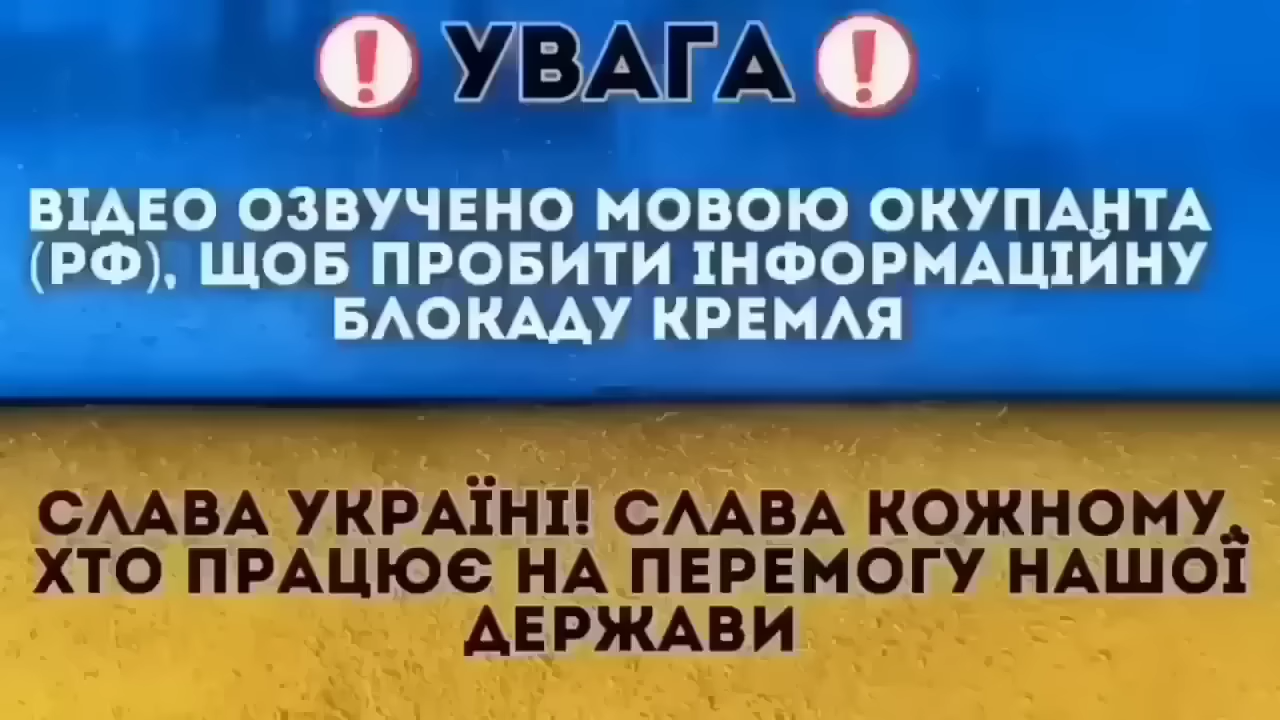 ❗ УВАГА ❗
ВІДЕО ОЗВУЧЕНО МОВОЮ ОКУПАНТА
(РФ), ЩОБ ПРОБИТИ ІНФОРМАЦІЙНУ
БЛОКАДУ КРЕМЛЯ
СЛАВА УКРАЇНІ! СЛАВА КОЖНОМУ,
ХТО ПРАЦЮЄ НА ПЕРЕМОГУ НАШОЇ
ДЕРЖАВИ